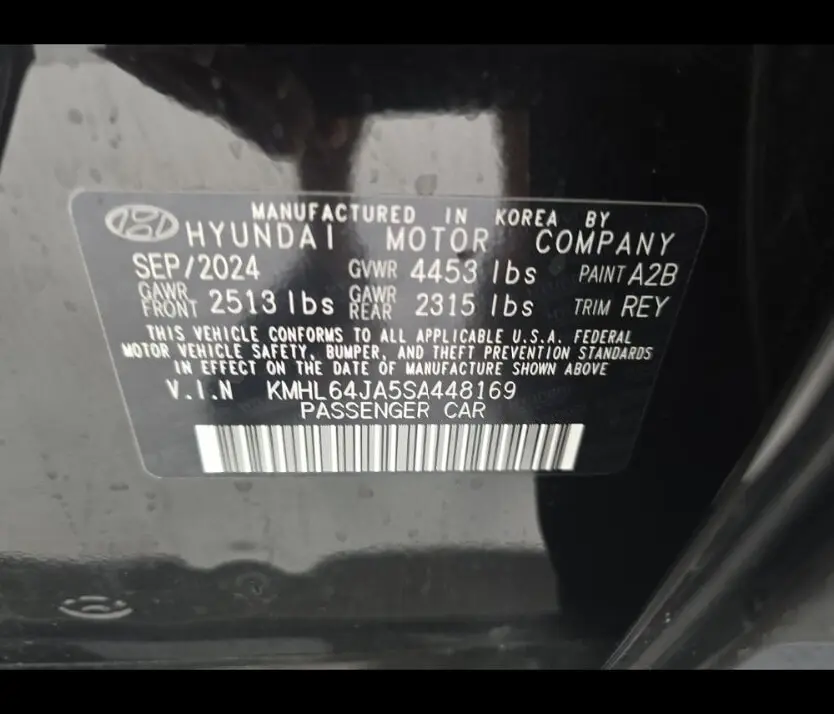 MANUFACTURED IN KOREA BY
HYUNDAI MOTOR COMPANY
SEP/2024 GVWR 4453 lbs PAINT A2B
GAWR FRONT 2513 lbs GAWR REAR 2315 lbs TRIM REY
THIS VEHICLE CONFORMS TO ALL APPLICABLE U.S.A. FEDERAL
MOTOR VEHICLE SAFETY, BUMPER, AND THEFT PREVENTION STANDARDS
IN EFFECT ON THE DATE OF MANUFACTURE SHOWN ABOVE
V.I.N KMHL64JA5SA448169
PASSENGER CAR